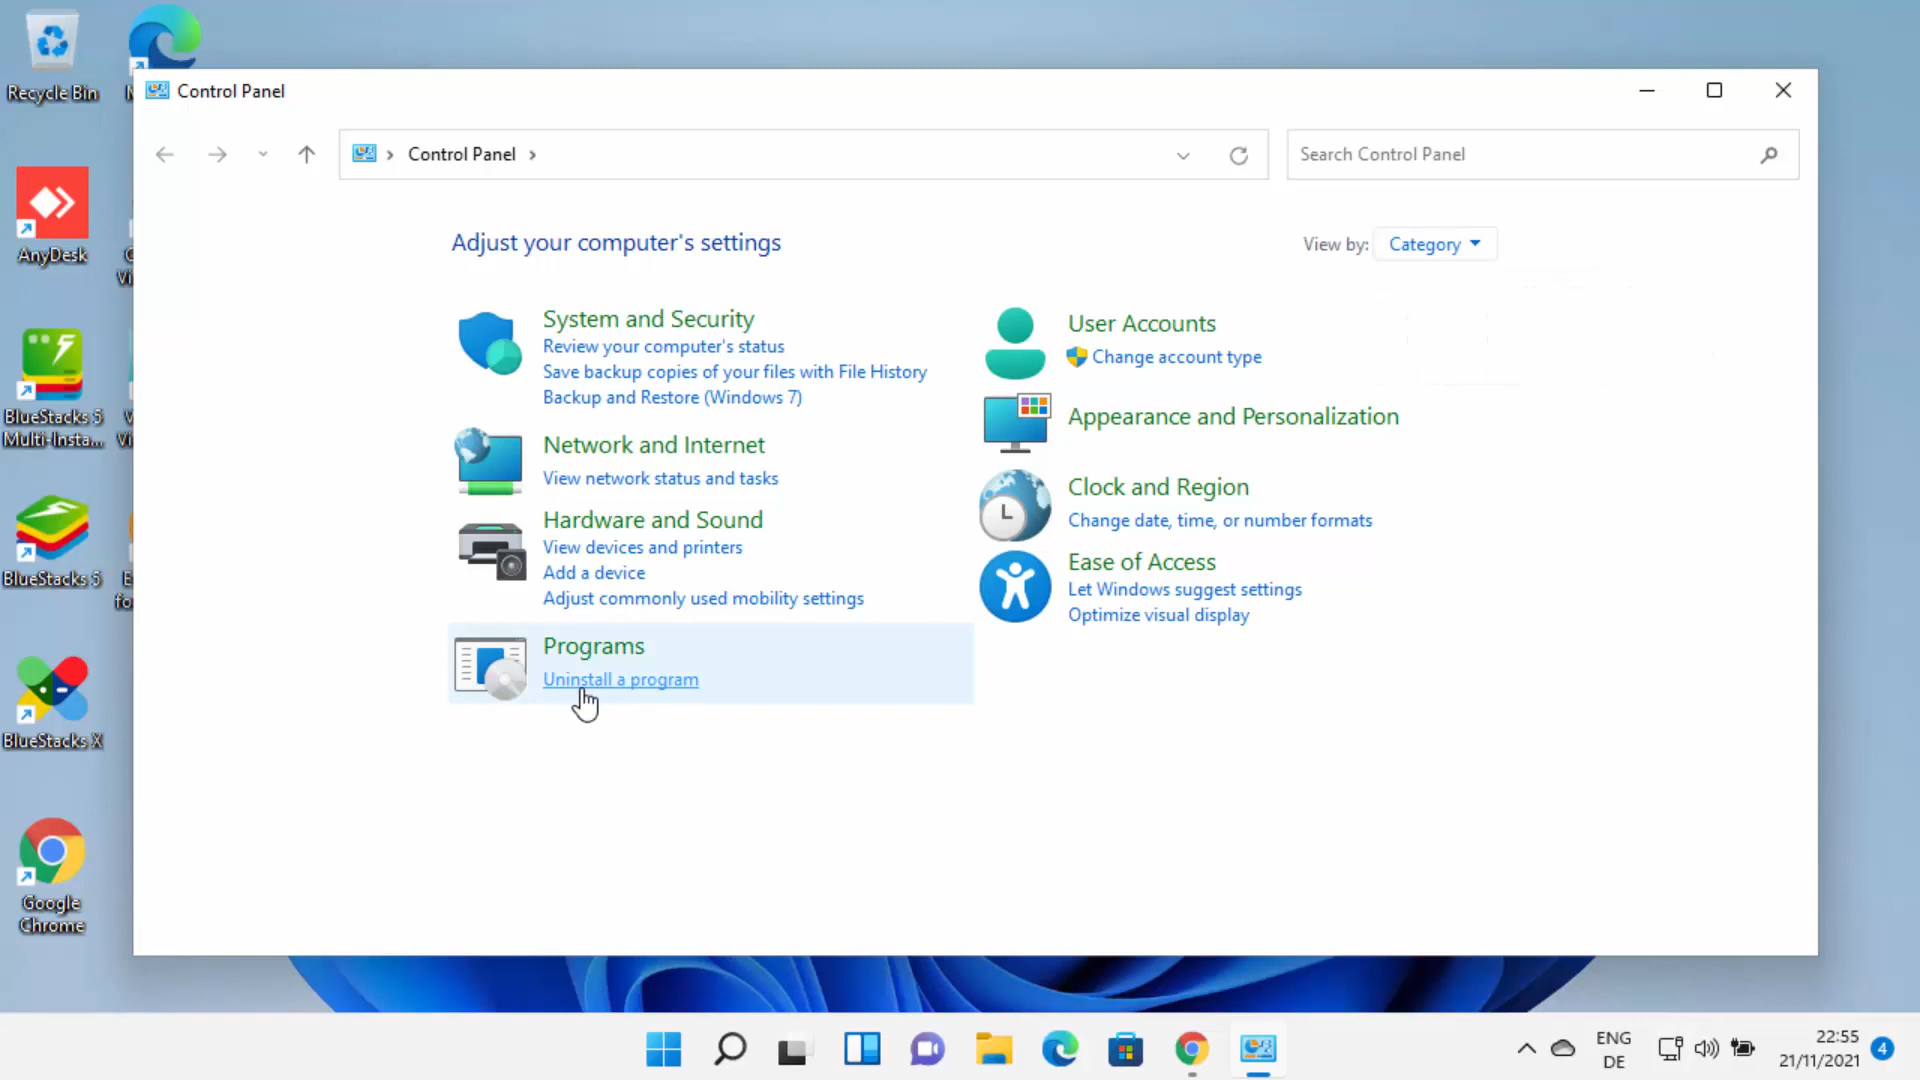 Recycle Bin
AnyDesk
BlueStacks 5
Multi-Insta...
BlueStacks 5
BlueStacks X
Google
Chrome
Control Panel
Control Panel
Search Control Panel
Adjust your computer's settings
View by:
Category
System and Security
Review your computer's status
Save backup copies of your files with File History
Backup and Restore (Windows 7)
Network and Internet
View network status and tasks
Hardware and Sound
View devices and printers
Add a device
Adjust commonly used mobility settings
Programs
Uninstall a program
User Accounts
Change account type
Appearance and Personalization
Clock and Region
Change date, time, or number formats
Ease of Access
Let Windows suggest settings
Optimize visual display
ENG
DE
22:55
21/11/2021
4